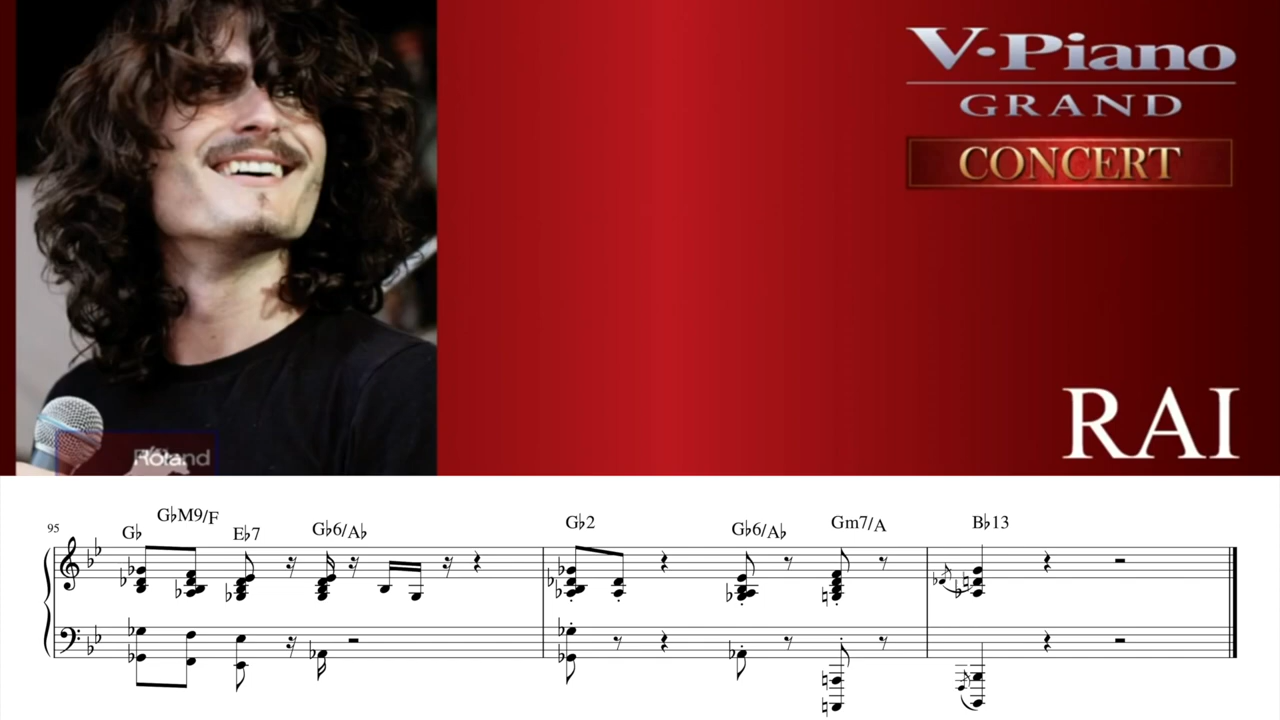 V·Piano
GRAND
CONCERT
RAI
Roland
95
G♭ G♭M9/F E♭7 G♭6/A♭ G♭2 G♭6/A♭ Gm7/A B♭13